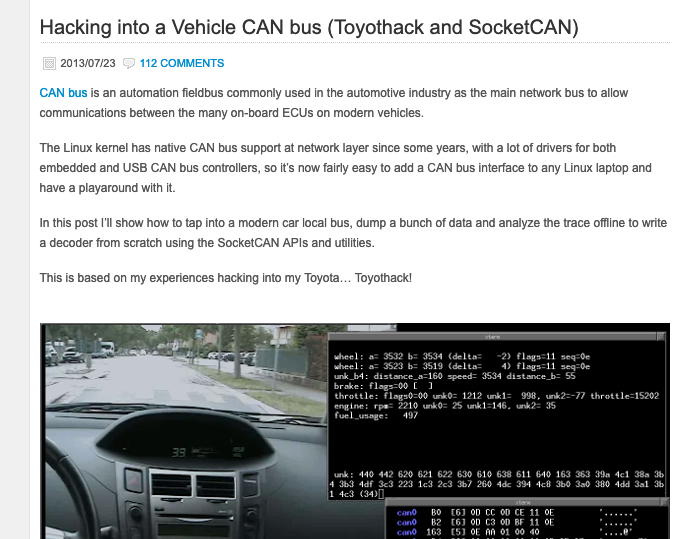 Hacking into a Vehicle CAN bus (Toyothack and SocketCAN)
2013/07/23 112 COMMENTS
CAN bus is an automation fieldbus commonly used in the automotive industry as the main network bus to allow
communications between the many on-board ECUs on modern vehicles.
The Linux kernel has native CAN bus support at network layer since some years, with a lot of drivers for both
embedded and USB CAN bus controllers, so it's now fairly easy to add a CAN bus interface to any Linux laptop and
have a playaround with it.
In this post I'll show how to tap into a modern car local bus, dump a bunch of data and analyze the trace offline to write
a decoder from scratch using the SocketCAN APIs and utilities.
This is based on my experiences hacking into my Toyota… Toyothack!
xterm
wheel: a= 3532 b= 3534 (delta= -2) flags=11 seq=0e
wheel: a= 3523 b= 3519 (delta= 4) flags=11 seq=0e
unk_b4: distance_a=160 speed= 3534 distance_b= 55
brake: flags=00 [ ]
throttle: flags0=00 unk0= 1212 unk1= 998, unk2=-77 throttle=15202
engine: rpm= 2210 unk0= 25 unk1=146, unk2= 35
fuel_usage: 497
unk: 440 442 620 621 622 630 610 638 611 640 163 363 39a 4c1 38a 3b
4 3b3 4df 3c3 223 1c3 2c3 3b7 260 4dc 394 4c8 3b0 3a0 380 4dd 3a1 3b
1 4c3 (34)
xterm
39
can0 B0 [6] 0D CC 0D CE 11 0E '......'
can0 B2 [6] 0D C3 0D BF 11 0E '......'
can0 163 [5] 0E AA 01 00 40 '....@'